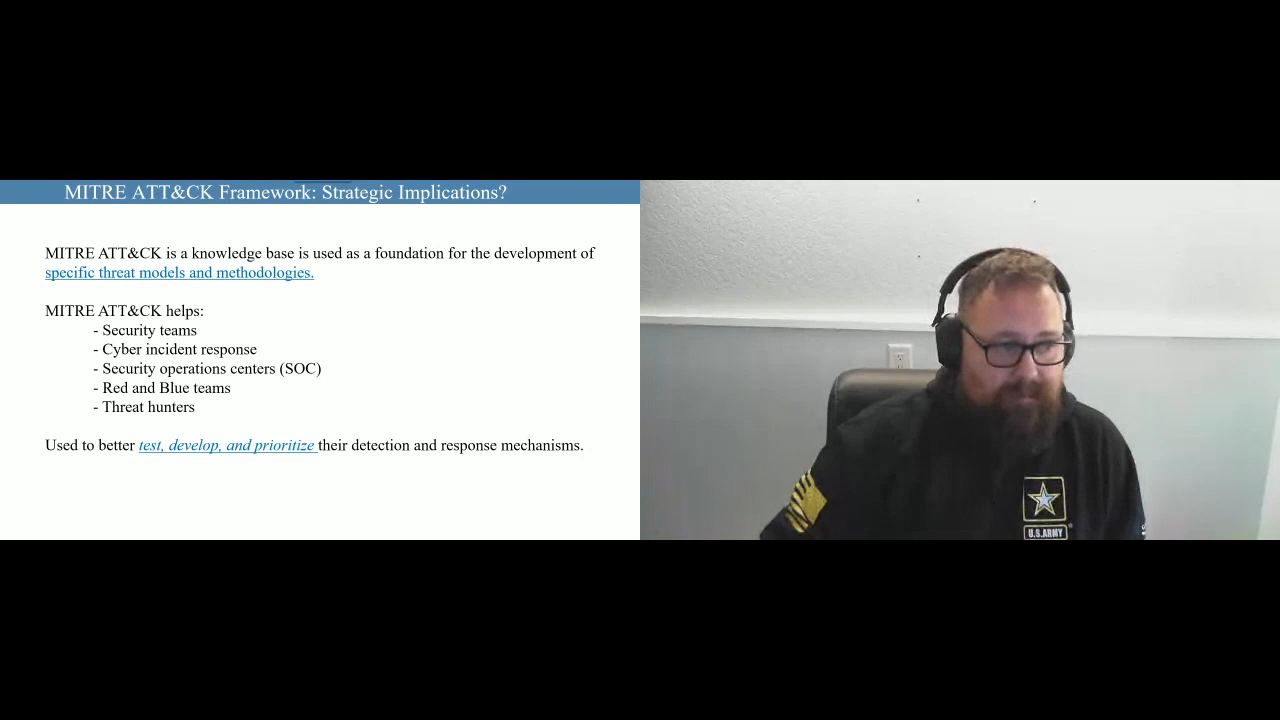 MITRE ATT&CK Framework: Strategic Implications?
MITRE ATT&CK is a knowledge base is used as a foundation for the development of
specific threat models and methodologies.
MITRE ATT&CK helps:
- Security teams
- Cyber incident response
- Security operations centers (SOC)
- Red and Blue teams
- Threat hunters
Used to better test, develop, and prioritize their detection and response mechanisms.
U.S.ARMY